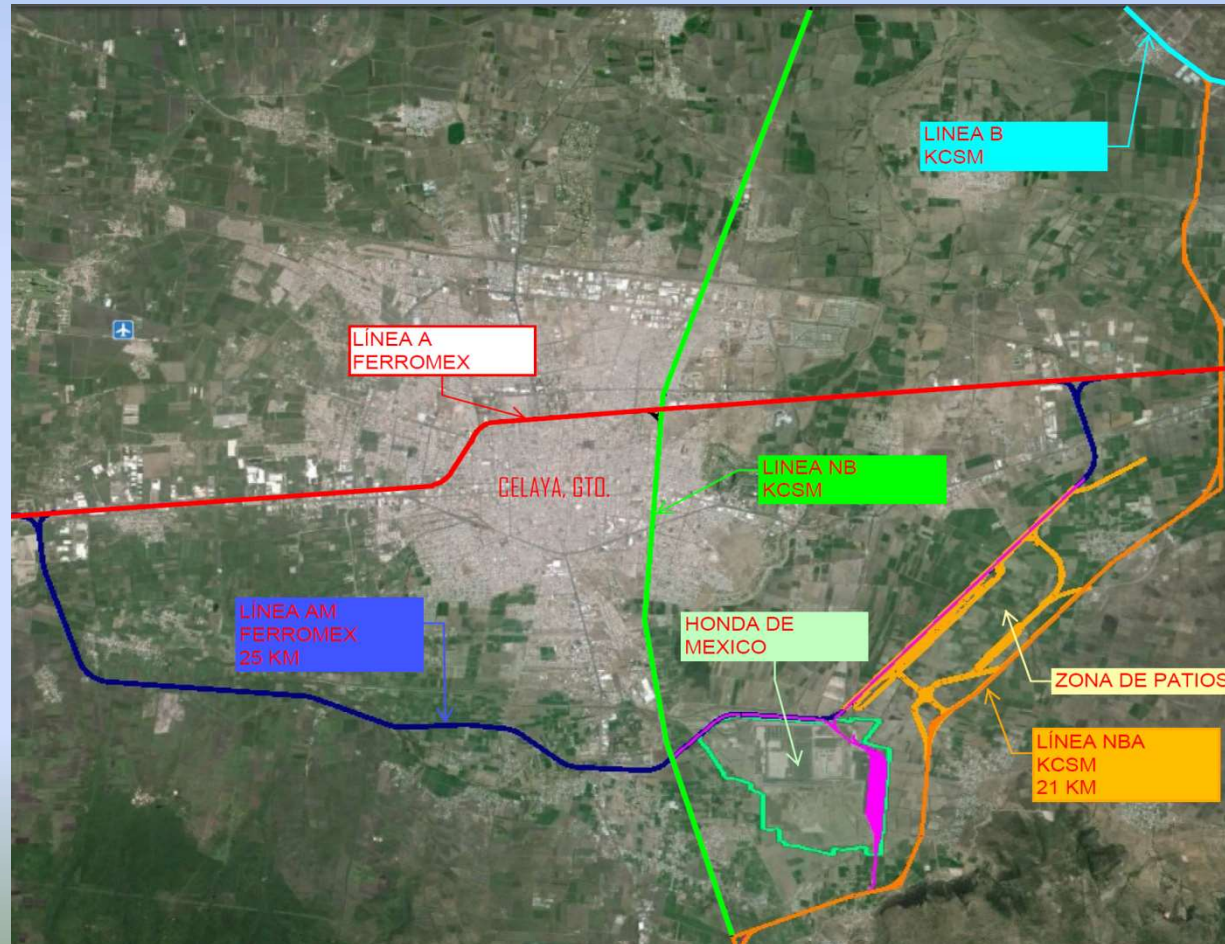 LINEA B
KCSM
LÍNEA A
FERROMEX
LINEA NB
KCSM
CELAYA, GTO.
LÍNEA AM
FERROMEX
25 KM
HONDA DE
MEXICO
ZONA DE PATIOS
LÍNEA NBA
KCSM
21 KM